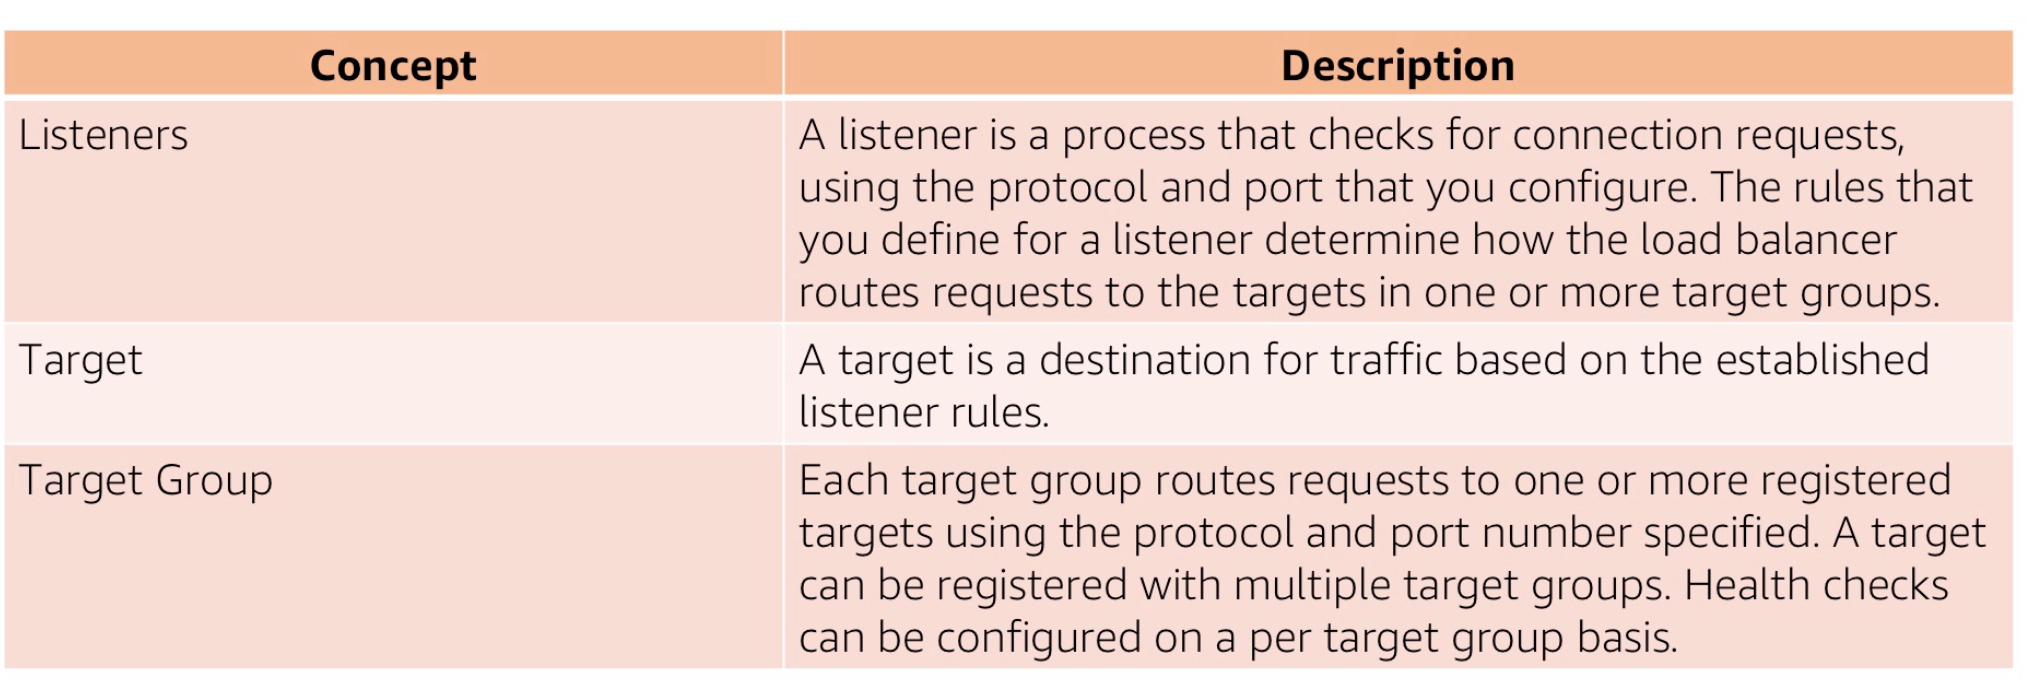 Concept
Description
Listeners
A listener is a process that checks for connection requests,
using the protocol and port that you configure. The rules that
you define for a listener determine how the load balancer
routes requests to the targets in one or more target groups.
Target
A target is a destination for traffic based on the established
listener rules.
Target Group
Each target group routes requests to one or more registered
targets using the protocol and port number specified. A target
can be registered with multiple target groups. Health checks
can be configured on a per target group basis.